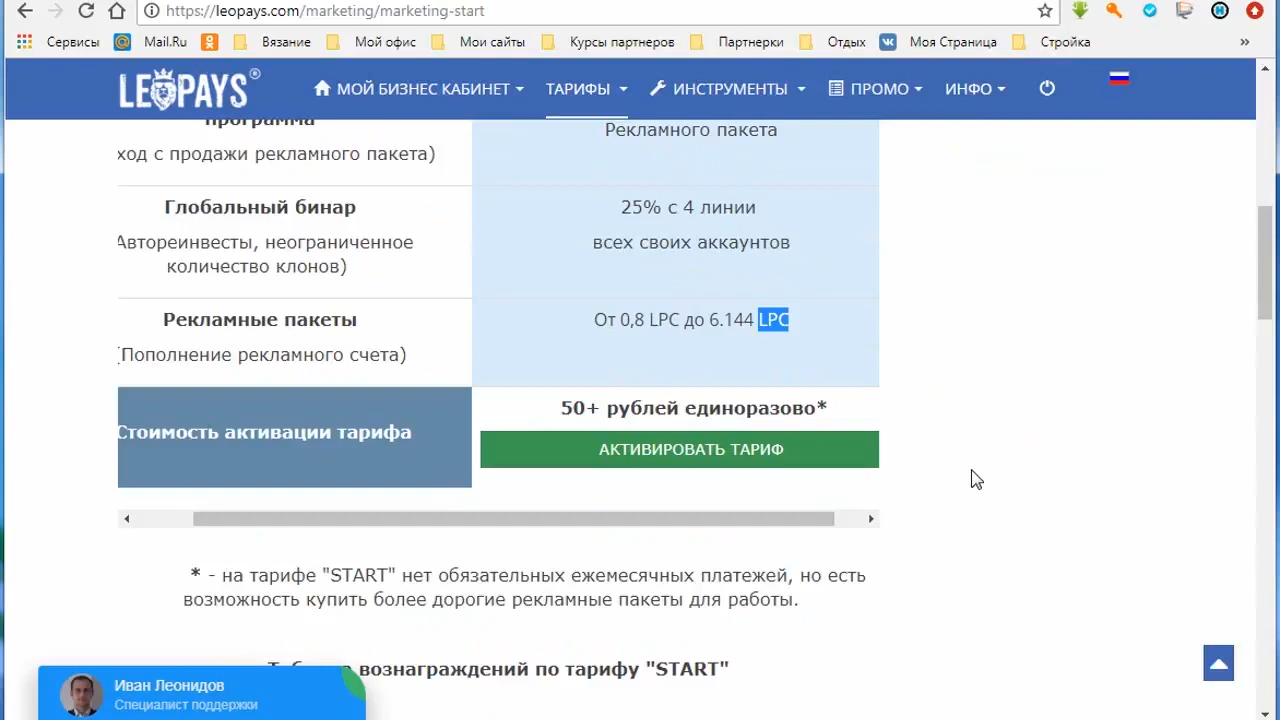 https://leopays.com/marketing/marketing-start
Сервисы Mail.Ru Вязание Мой офис Мои сайты Курсы партнеров Партнерки Отдых Моя Страница Стройка »
LEOPAYS ® МОЙ БИЗНЕС КАБИНЕТ ТАРИФЫ ИНСТРУМЕНТЫ ПРОМО ИНФО
программа
Рекламного пакета
ход с продажи рекламного пакета)
Глобальный бинар
25% с 4 линии
Автореинвесты, неограниченное
всех своих аккаунтов
количество клонов)
Рекламные пакеты
От 0,8 LPC до 6.144 LPC
(Пополнение рекламного счета)
50+ рублей единоразово*
Стоимость активации тарифа
АКТИВИРОВАТЬ ТАРИФ
* - на тарифе "START" нет обязательных ежемесячных платежей, но есть
возможность купить более дорогие рекламные пакеты для работы.
вознаграждений по тарифу "START"
Иван Леонидов
Специалист поддержки